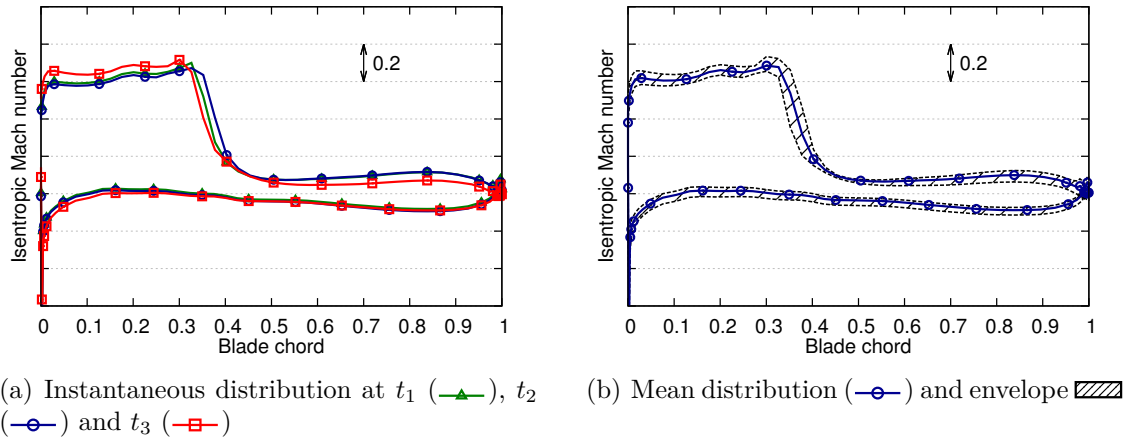 Isentropic Mach number
0.2
0 0.1 0.2 0.3 0.4 0.5 0.6 0.7 0.8 0.9 1
Blade chord
(a) Instantaneous distribution at t₁ ( ), t₂
( ) and t₃ ( )
Isentropic Mach number
0.2
0 0.1 0.2 0.3 0.4 0.5 0.6 0.7 0.8 0.9 1
Blade chord
(b) Mean distribution ( ) and envelope